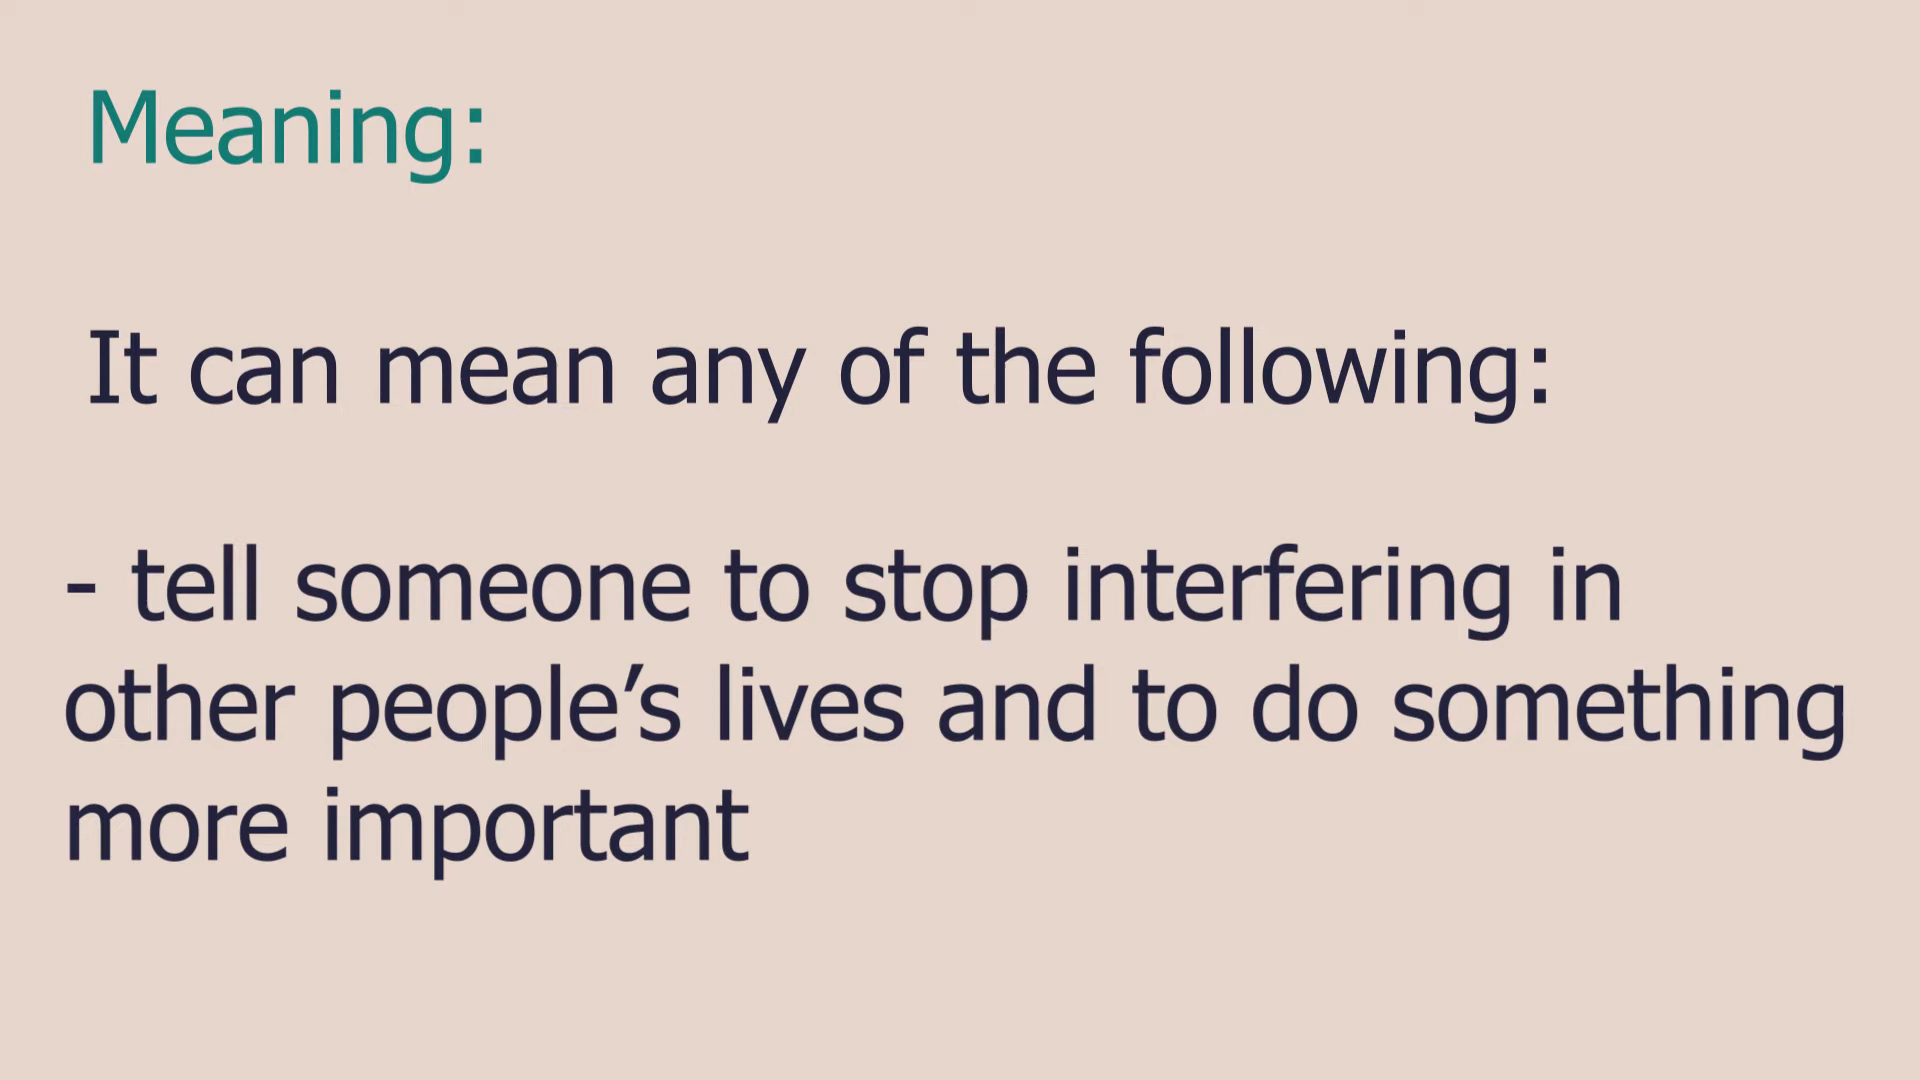 Meaning:
It can mean any of the following:
- tell someone to stop interfering in
other people’s lives and to do something
more important